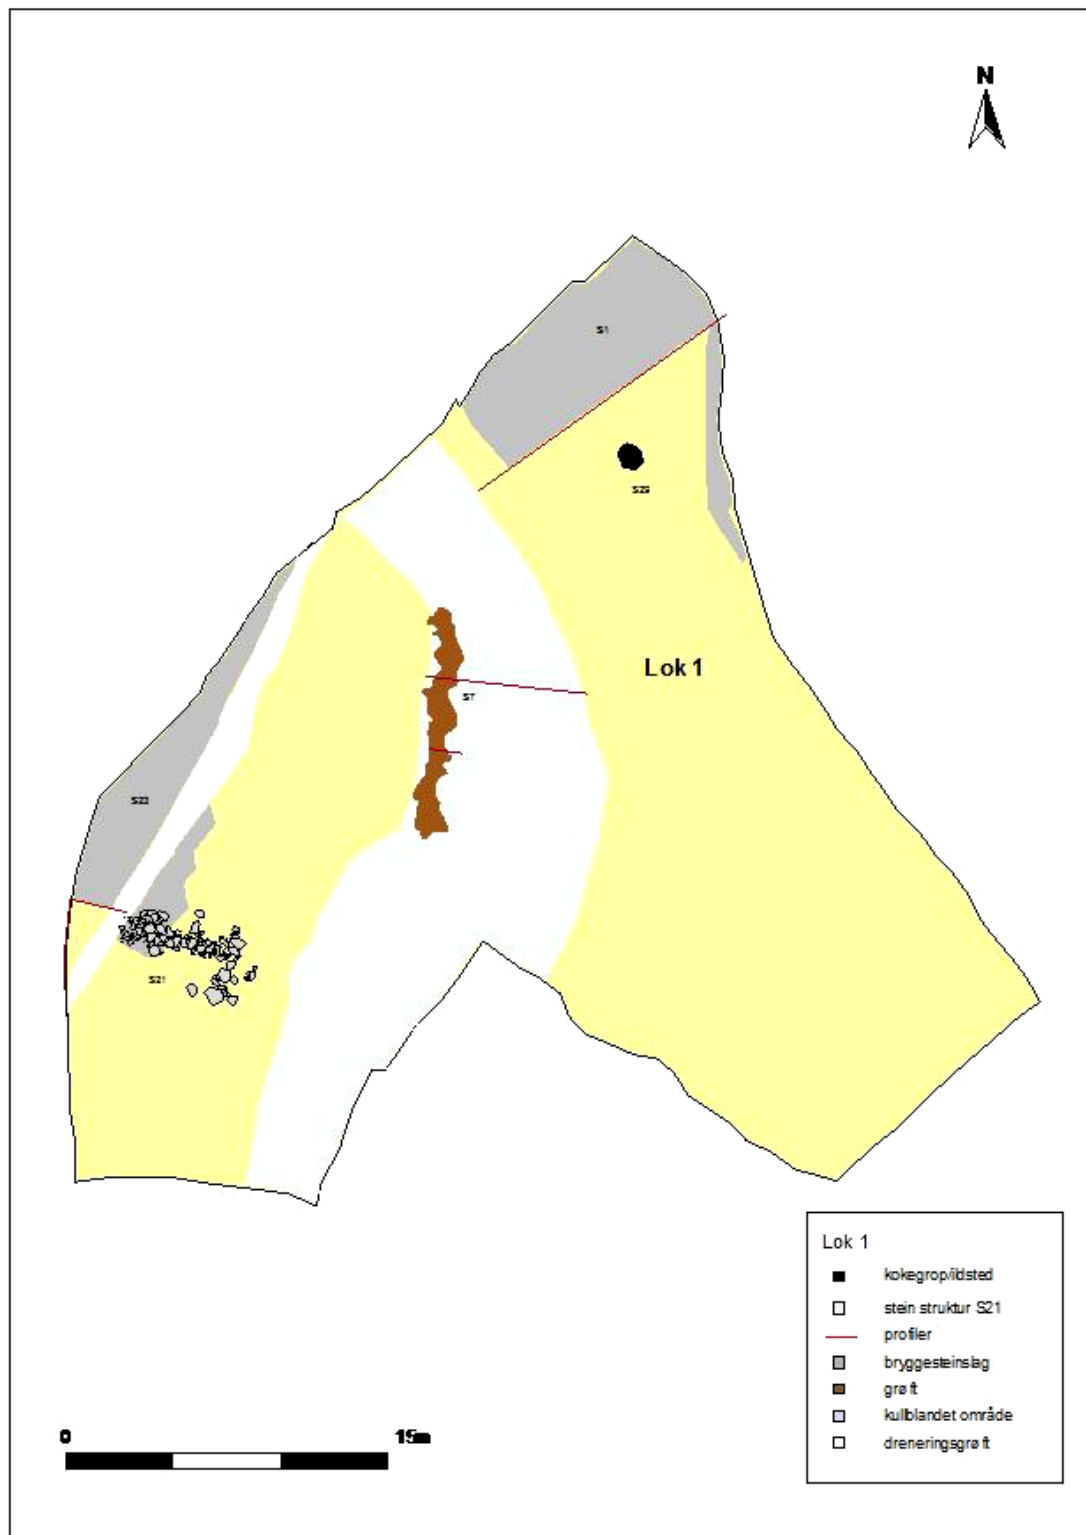 N
S1
S29
Lok 1
S7
S23
S21
Lok 1
kokegrop/ildsted
stein struktur S21
profiler
bryggesteinslag
grøft
kullblandet område
dreneringsgrøft
0 15m